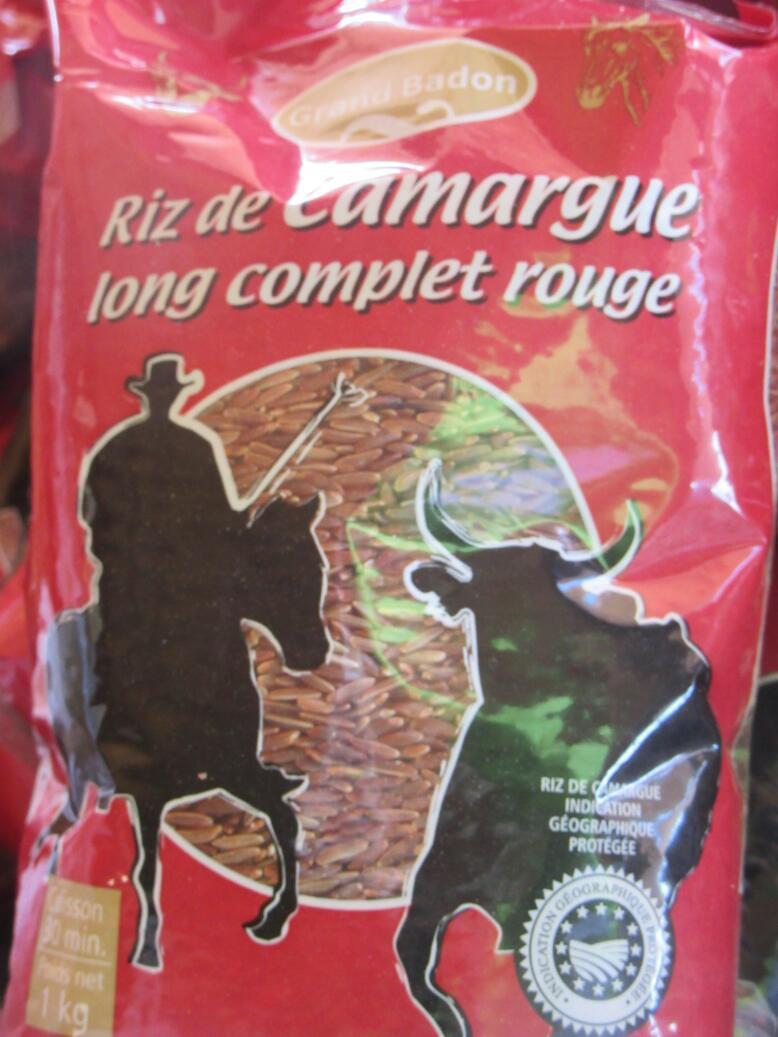 Grand Badon
Riz de Camargue
long complet rouge
RIZ DE CAMARGUE
INDICATION
GÉOGRAPHIQUE
PROTÉGÉE
INDICATION GÉOGRAPHIQUE PROTÉGÉE
Cuisson
30 min.
Poids net
1 kg